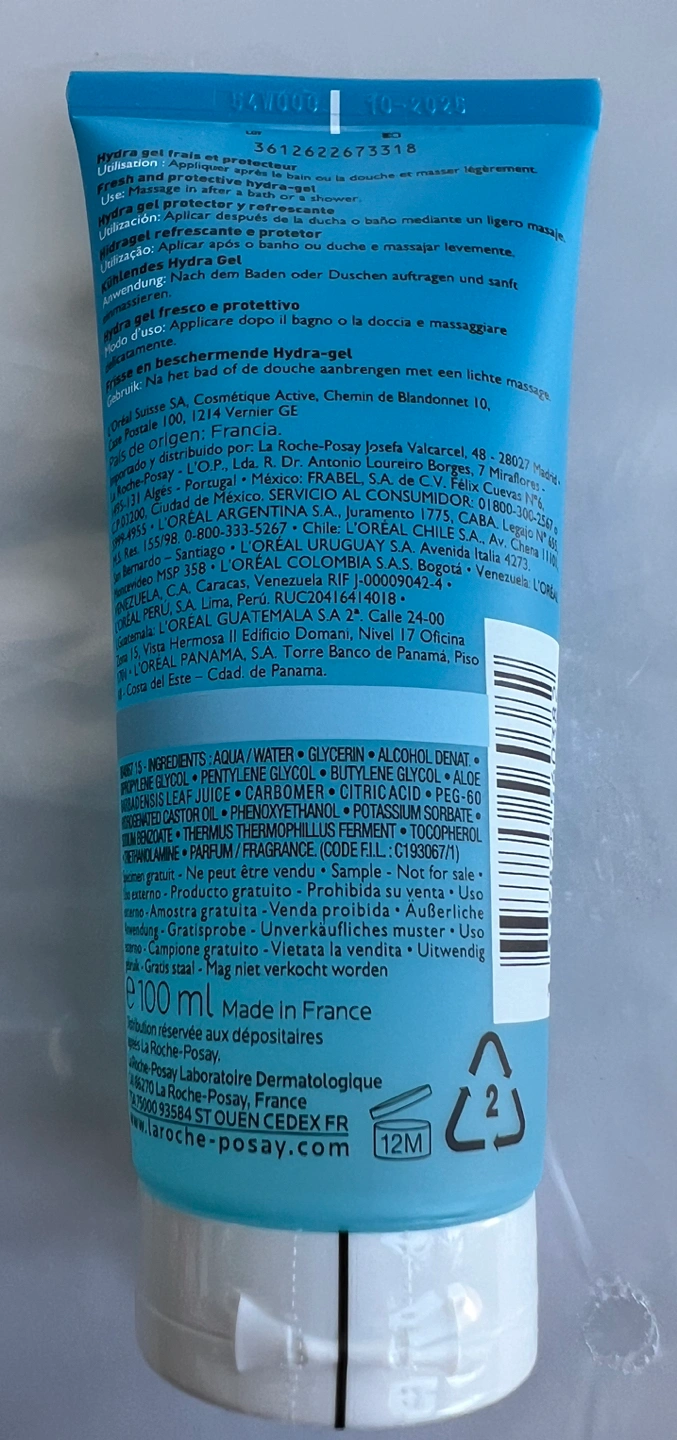 54W000 10-2025
LOT
3612622673318
Hydra gel frais et protecteur
Utilisation : Appliquer après le bain ou la douche et masser légèrement.
Fresh and protective hydra-gel
Use: Massage in after a bath or a shower.
Hydra gel protector y refrescante
Utilización: Aplicar después de la ducha o baño mediante un ligero masaje.
Hidragel refrescante e protetor
Utilização: Aplicar após o banho ou duche e massajar levemente.
Kühlendes Hydra Gel
Anwendung: Nach dem Baden oder Duschen auftragen und sanft
einmassieren.
Hydra gel fresco e protettivo
Modo d'uso: Applicare dopo il bagno o la doccia e massaggiare
delicatamente.
Frisse en beschermende Hydra-gel
Gebruik: Na het bad of de douche aanbrengen met een lichte massage.
L'Oréal Suisse SA, Cosmétique Active, Chemin de Blandonnet 10,
Case Postale 100, 1214 Vernier GE
País de origen: Francia.
Importado y distribuido por: La Roche-Posay Josefa Valcarcel, 48 - 28027 Madrid •
La Roche-Posay - L'O.P., Lda. R. Dr. Antonio Loureiro Borges, 7 Miraflores -
1495-131 Algés - Portugal • México: FRABEL, S.A. de C.V. Félix Cuevas N°6,
C.P.03200, Ciudad de México. SERVICIO AL CONSUMIDOR: 01800-300-2567 •
L'ORÉAL ARGENTINA S.A., Juramento 1775, CABA. Legajo N°
M.S. Res. 155/98. 0-800-333-5267 • Chile: L'ORÉAL CHILE S.A., Av. Chena
San Bernardo – Santiago • L'ORÉAL URUGUAY S.A. Avenida Italia 4273.
Montevideo MSP 358 • L'ORÉAL COLOMBIA S.A.S. Bogotá • Venezuela: L'ORÉAL
VENEZUELA, C.A, Caracas, Venezuela RIF J-00009042-4 •
L'ORÉAL PERÚ, S.A. Lima, Perú. RUC20416414018 •
Guatemala: L'ORÉAL GUATEMALA S.A 2ª. Calle 24-00
Zona 15, Vista Hermosa II Edificio Domani, Nivel 17 Oficina
• L'ORÉAL PANAMÁ, S.A. Torre Banco de Panamá, Piso
- Costa del Este – Cdad. de Panama.
15 - INGREDIENTS : AQUA / WATER • GLYCERIN • ALCOHOL DENAT. •
PROPYLENE GLYCOL • PENTYLENE GLYCOL • BUTYLENE GLYCOL • ALOE
BARBADENSIS LEAF JUICE • CARBOMER • CITRIC ACID • PEG-60
HYDROGENATED CASTOR OIL • PHENOXYETHANOL • POTASSIUM SORBATE •
SODIUM BENZOATE • THERMUS THERMOPHILLUS FERMENT • TOCOPHEROL
• TRIETHANOLAMINE • PARFUM / FRAGRANCE. (CODE F.I.L. : C193067/1)
Specimen gratuit - Ne peut être vendu • Sample - Not for sale •
Uso externo - Producto gratuito - Prohibida su venta • Uso
externo - Amostra gratuita - Venda proibida • Äußerliche
Anwendung - Gratisprobe - Unverkäufliches muster • Uso
esterno - Campione gratuito - Vietata la vendita • Uitwendig
gebruik - Gratis staal - Mag niet verkocht worden
e 100 ml Made in France
Distribution réservée aux dépositaires
agréés La Roche-Posay.
La Roche-Posay Laboratoire Dermatologique
CA 86270 La Roche-Posay, France
TSA 75000 93584 ST OUEN CEDEX FR
www.laroche-posay.com
12M
2